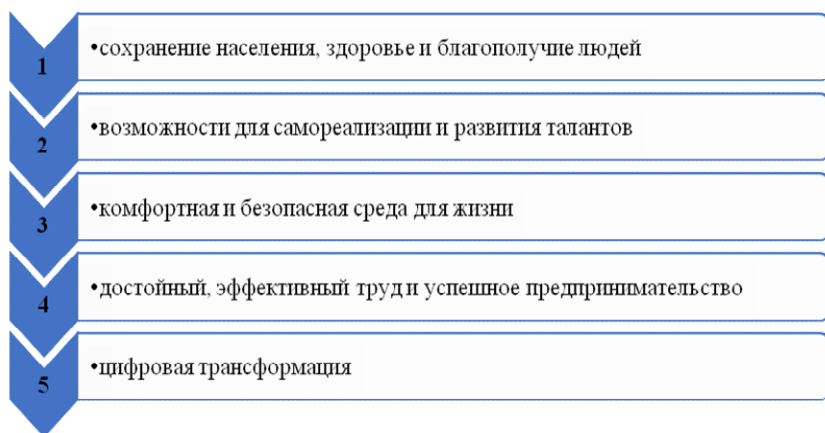 1
•сохранение населения, здоровье и благополучие людей
2
•возможности для самореализации и развития талантов
3
•комфортная и безопасная среда для жизни
4
•достойный, эффективный труд и успешное предпринимательство
5
•цифровая трансформация